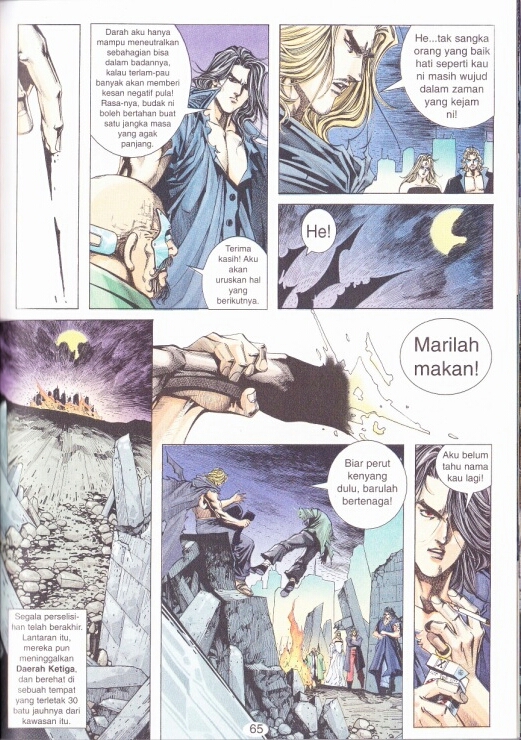 Darah aku hanya
mampu meneutralkan
sebahagian bisa
dalam badannya,
kalau terlam-pau
banyak akan memberi
kesan negatif pula!
Rasa-nya, budak ni
boleh bertahan buat
satu jangka masa
yang agak
panjang.
Terima
kasih! Aku
akan
uruskan hal
yang
berikutnya.
He...tak sangka
orang yang baik
hati seperti kau
ni masih wujud
dalam zaman
yang kejam
ni!
He!
Marilah
makan!
Segala perselisi-
han telah berakhir.
Lantaran itu,
mereka pun
meninggalkan
Daerah Ketiga,
dan berehat di
sebuah tempat
yang terletak 30
batu jauhnya dari
kawasan itu.
Biar perut
kenyang
dulu, barulah
bertenaga!
Aku belum
tahu nama
kau lagi!
65